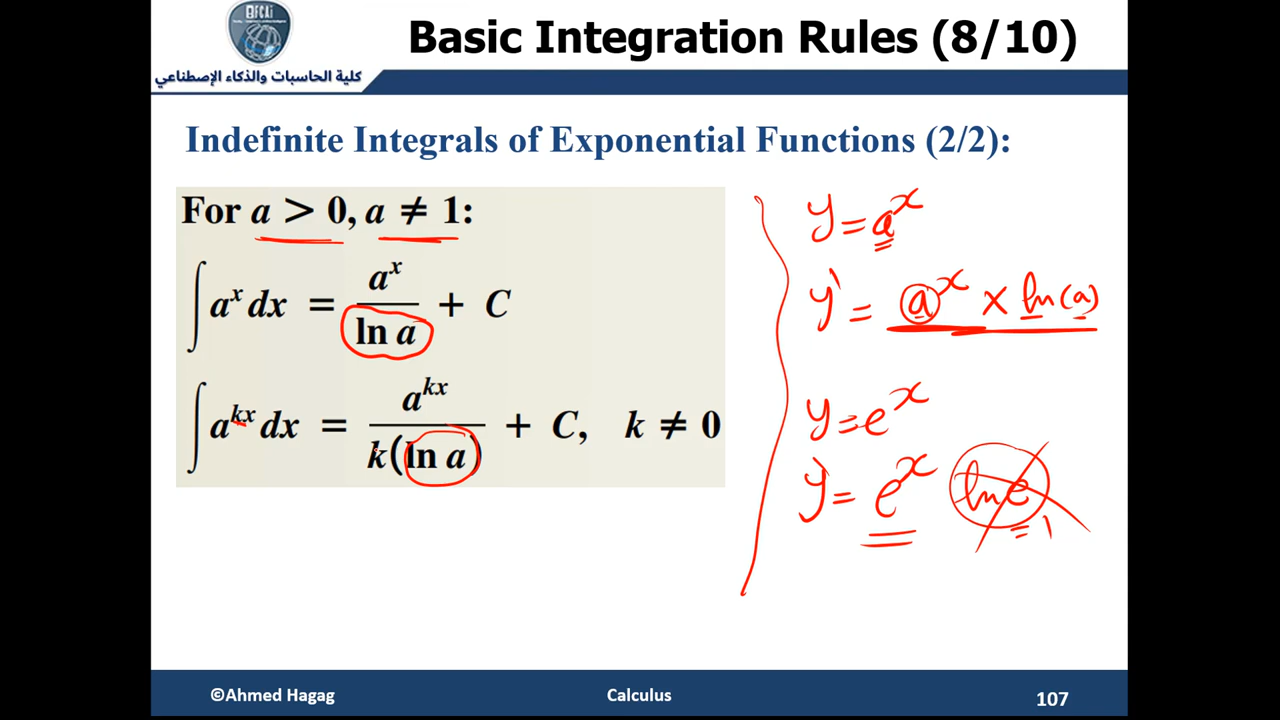 FCAi
كلية الحاسبات والذكاء الإصطناعي
Basic Integration Rules (8/10)
Indefinite Integrals of Exponential Functions (2/2):
For a > 0, a ≠ 1:
∫ a^x dx = a^x / ln a + C
∫ a^{kx} dx = a^{kx} / k(ln a) + C, k ≠ 0
y = a^x
y' = a^x × ln(a)
y = e^x
y' = e^x ln e
= 1
©Ahmed Hagag
Calculus
107